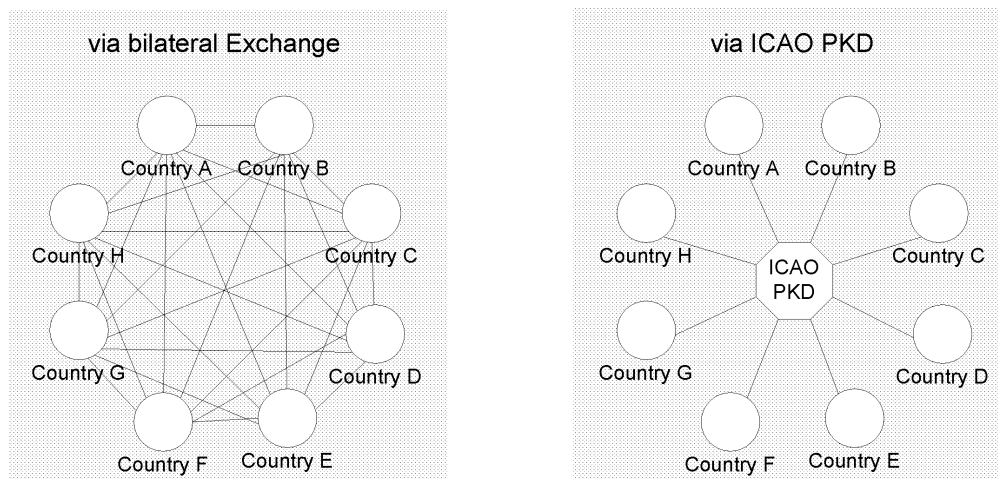 via bilateral Exchange
Country A
Country B
Country H
Country C
Country G
Country D
Country F
Country E
via ICAO PKD
Country A
Country B
Country H
Country C
ICAO
PKD
Country G
Country D
Country F
Country E